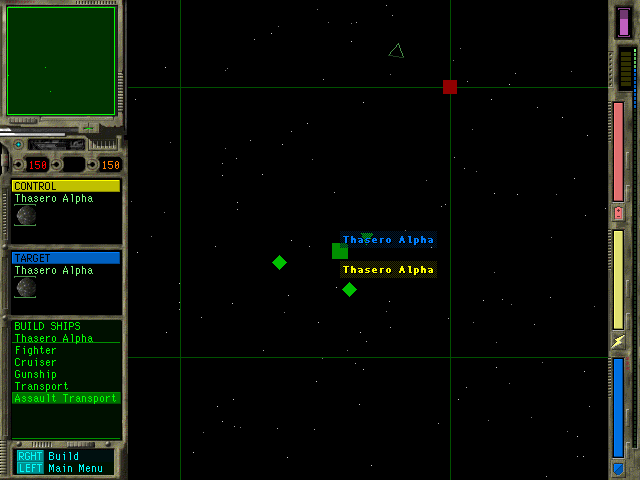 150 150
CONTROL
Thasero Alpha
TARGET
Thasero Alpha
BUILD SHIPS
Thasero Alpha
Fighter
Cruiser
Gunship
Transport
Assault Transport
RGHT Build
LEFT Main Menu
Thasero Alpha
Thasero Alpha